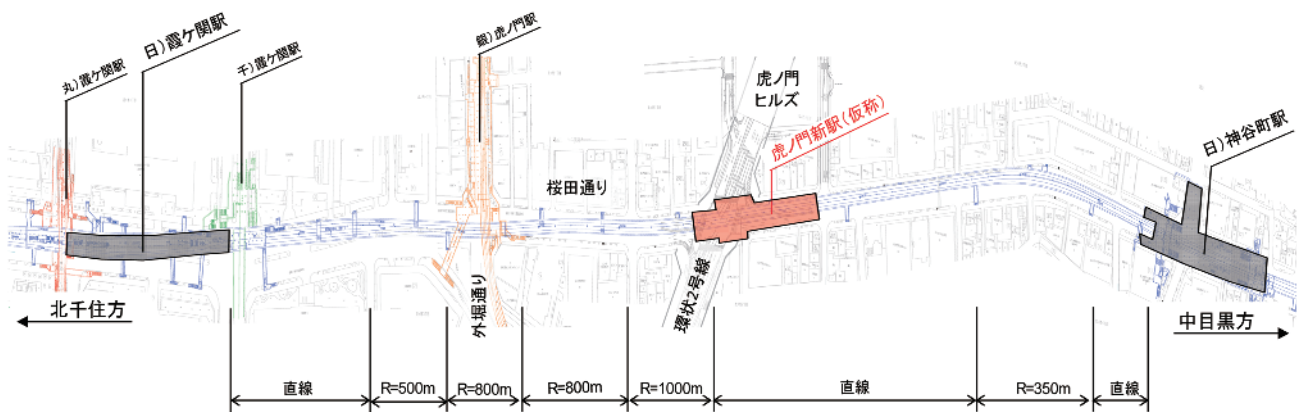 丸)霞ケ関駅
日)霞ケ関駅
千)霞ケ関駅
銀)虎ノ門駅
虎ノ門
ヒルズ
虎ノ門新駅(仮称)
日)神谷町駅
桜田通り
外堀通り
環状2号線
北千住方
中目黒方
直線
R=500m
R=800m
R=800m
R=1000m
直線
R=350m
直線